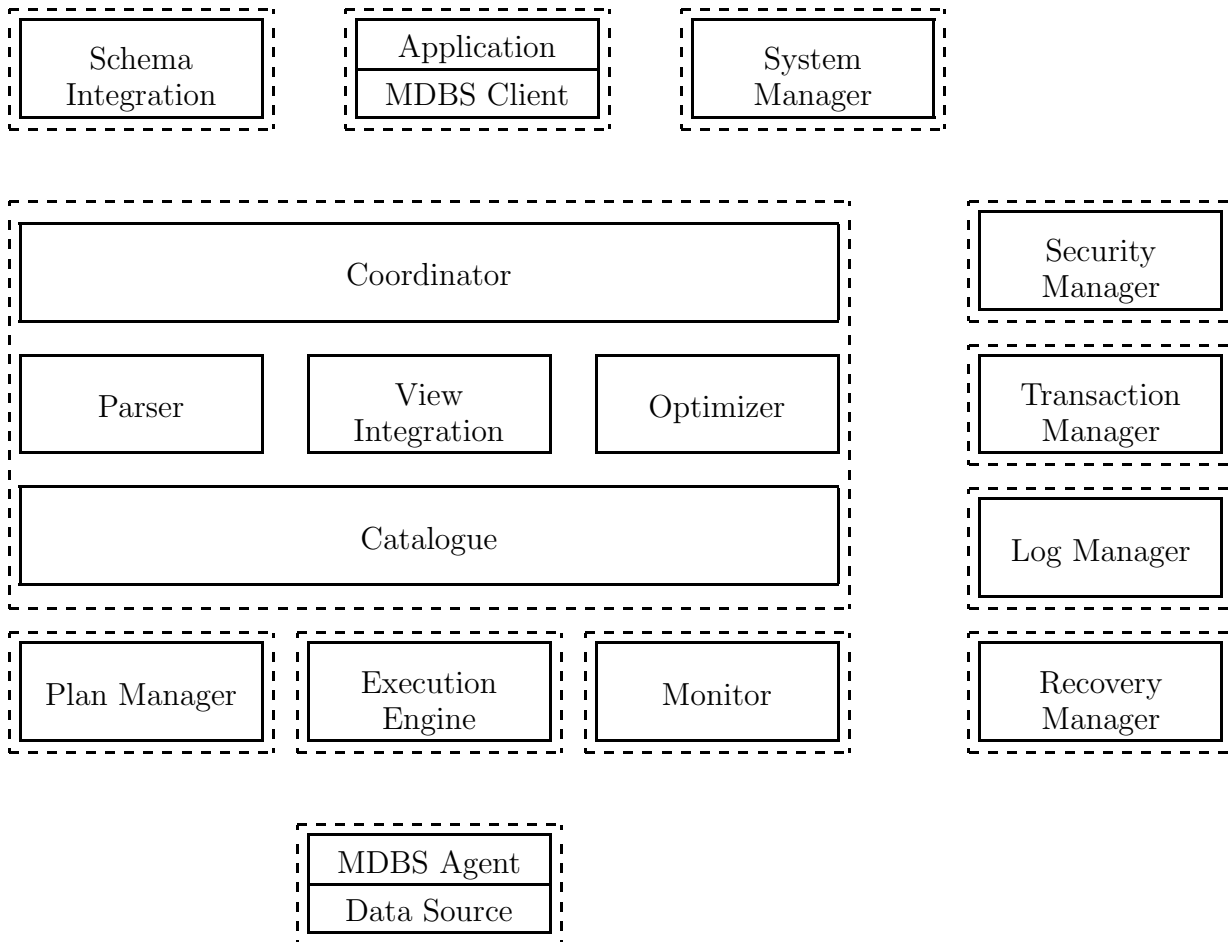 Schema
Integration
Application
MDBS Client
System
Manager
Coordinator
Security
Manager
Parser
View
Integration
Optimizer
Transaction
Manager
Catalogue
Log Manager
Plan Manager
Execution
Engine
Monitor
Recovery
Manager
MDBS Agent
Data Source